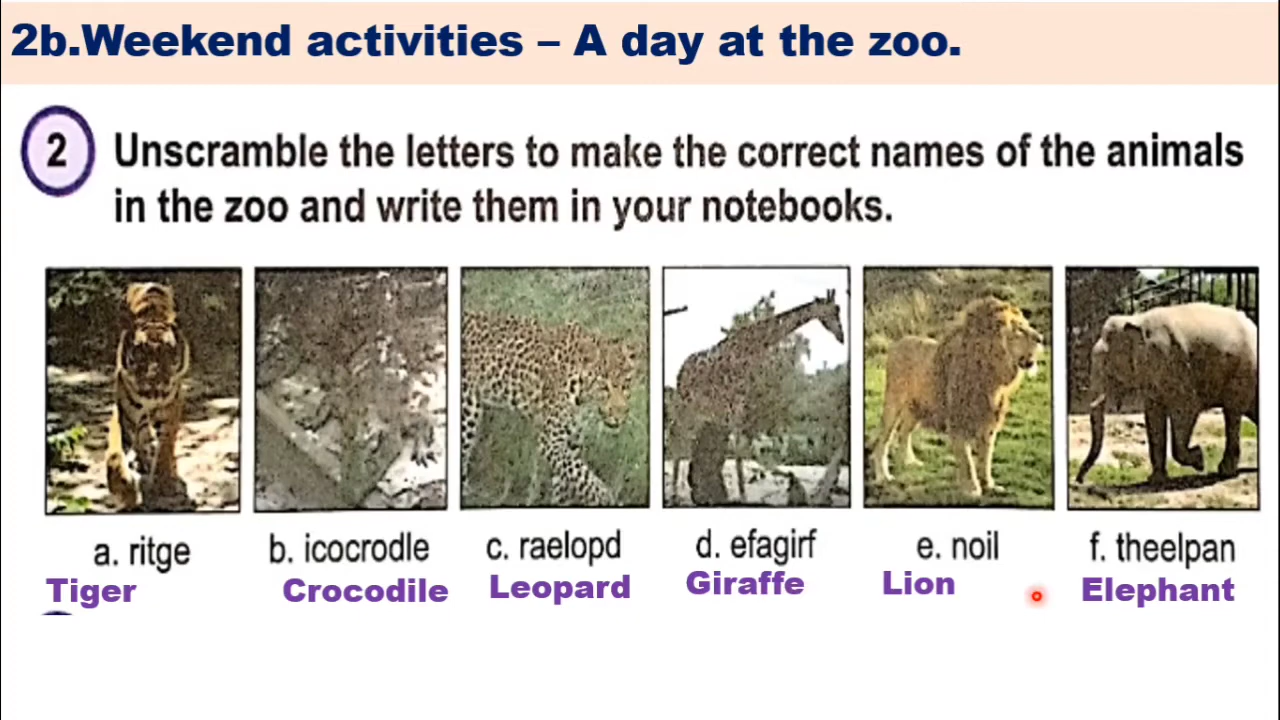 2b.Weekend activities – A day at the zoo.
2 Unscramble the letters to make the correct names of the animals
in the zoo and write them in your notebooks.
a. ritge b. icocrodle c. raelopd d. efagirf e. noil f. theelpan
Tiger Crocodile Leopard Giraffe Lion Elephant